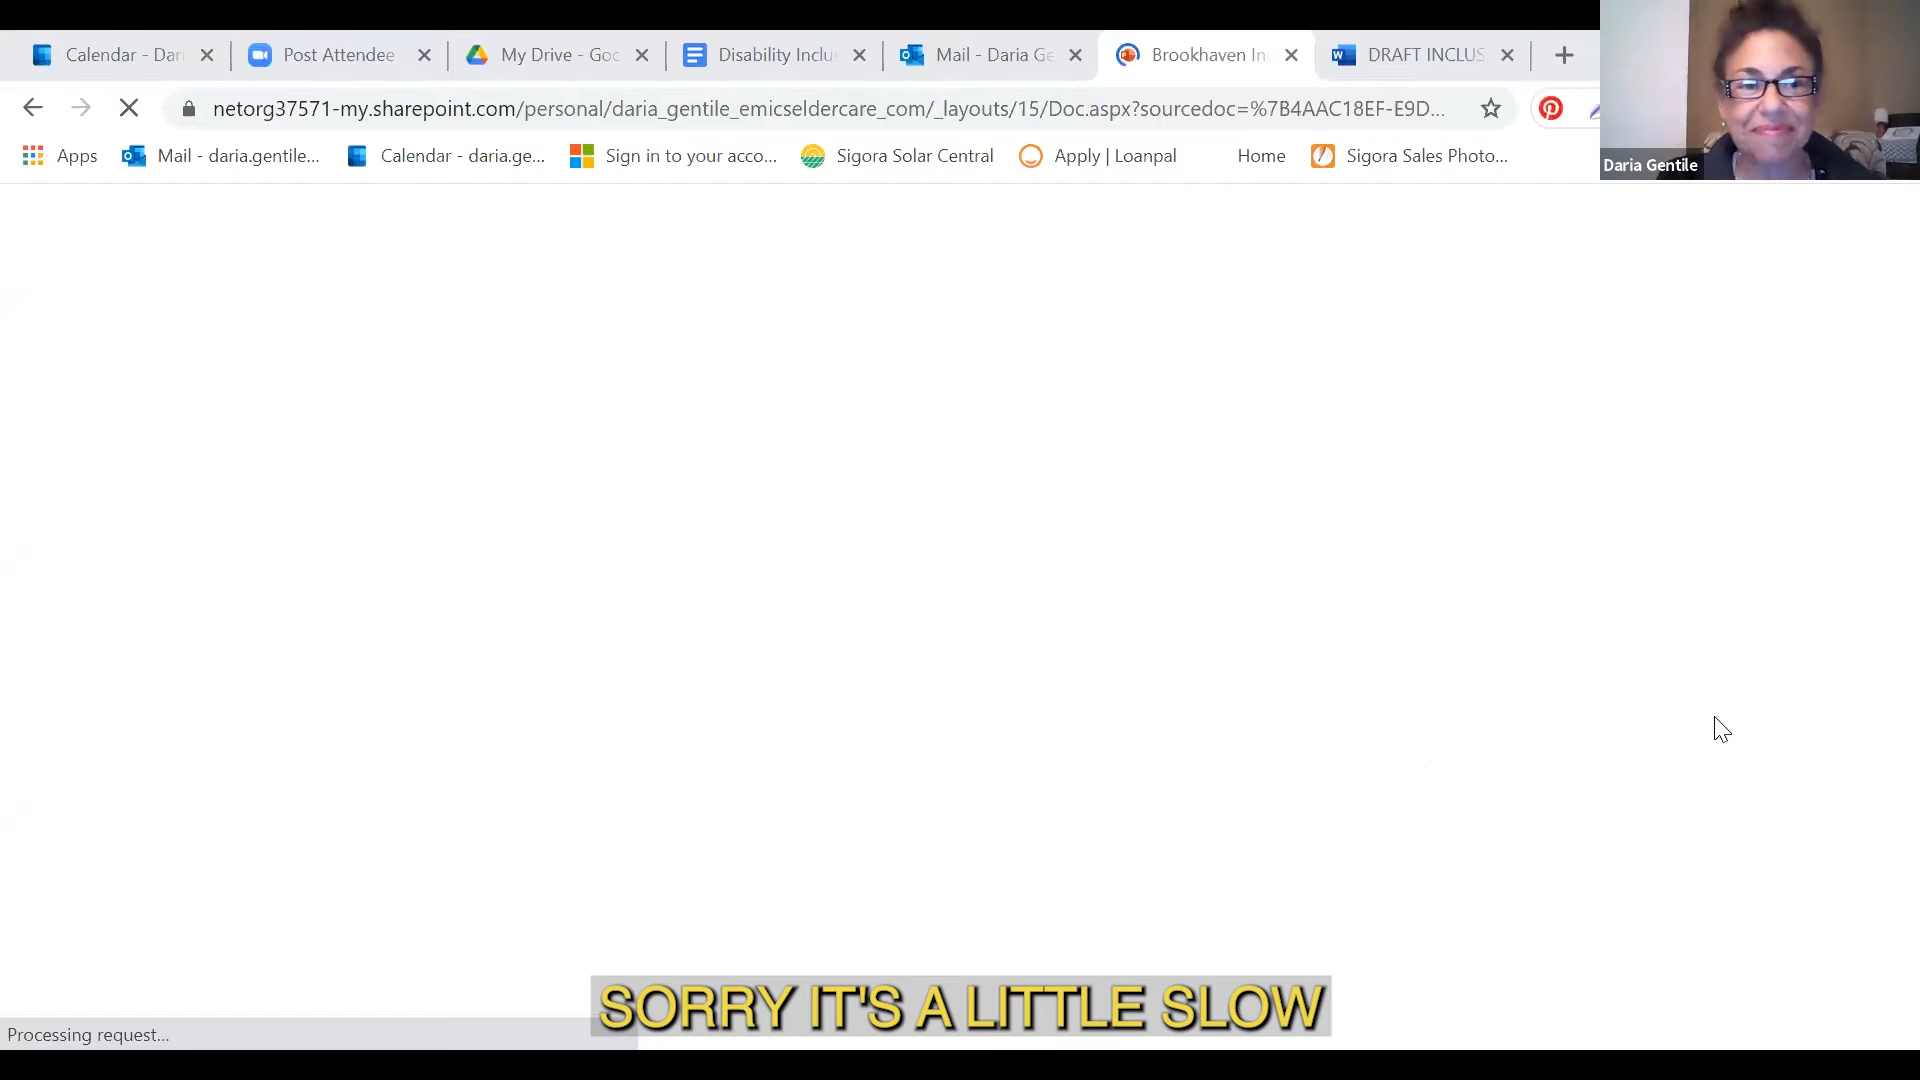 Calendar - Dari
Post Attendee
My Drive - Goo
Disability Inclus
Mail - Daria Ge
Brookhaven In
DRAFT INCLUS
netorg37571-my.sharepoint.com/personal/daria_gentile_emicseldercare_com/_layouts/15/Doc.aspx?sourcedoc=%7B4AAC18EF-E9D...
Apps
Mail - daria.gentile...
Calendar - daria.ge...
Sign in to your acco...
Sigora Solar Central
Apply | Loanpal
Home
Sigora Sales Photo...
Daria Gentile
SORRY IT'S A LITTLE SLOW
Processing request...